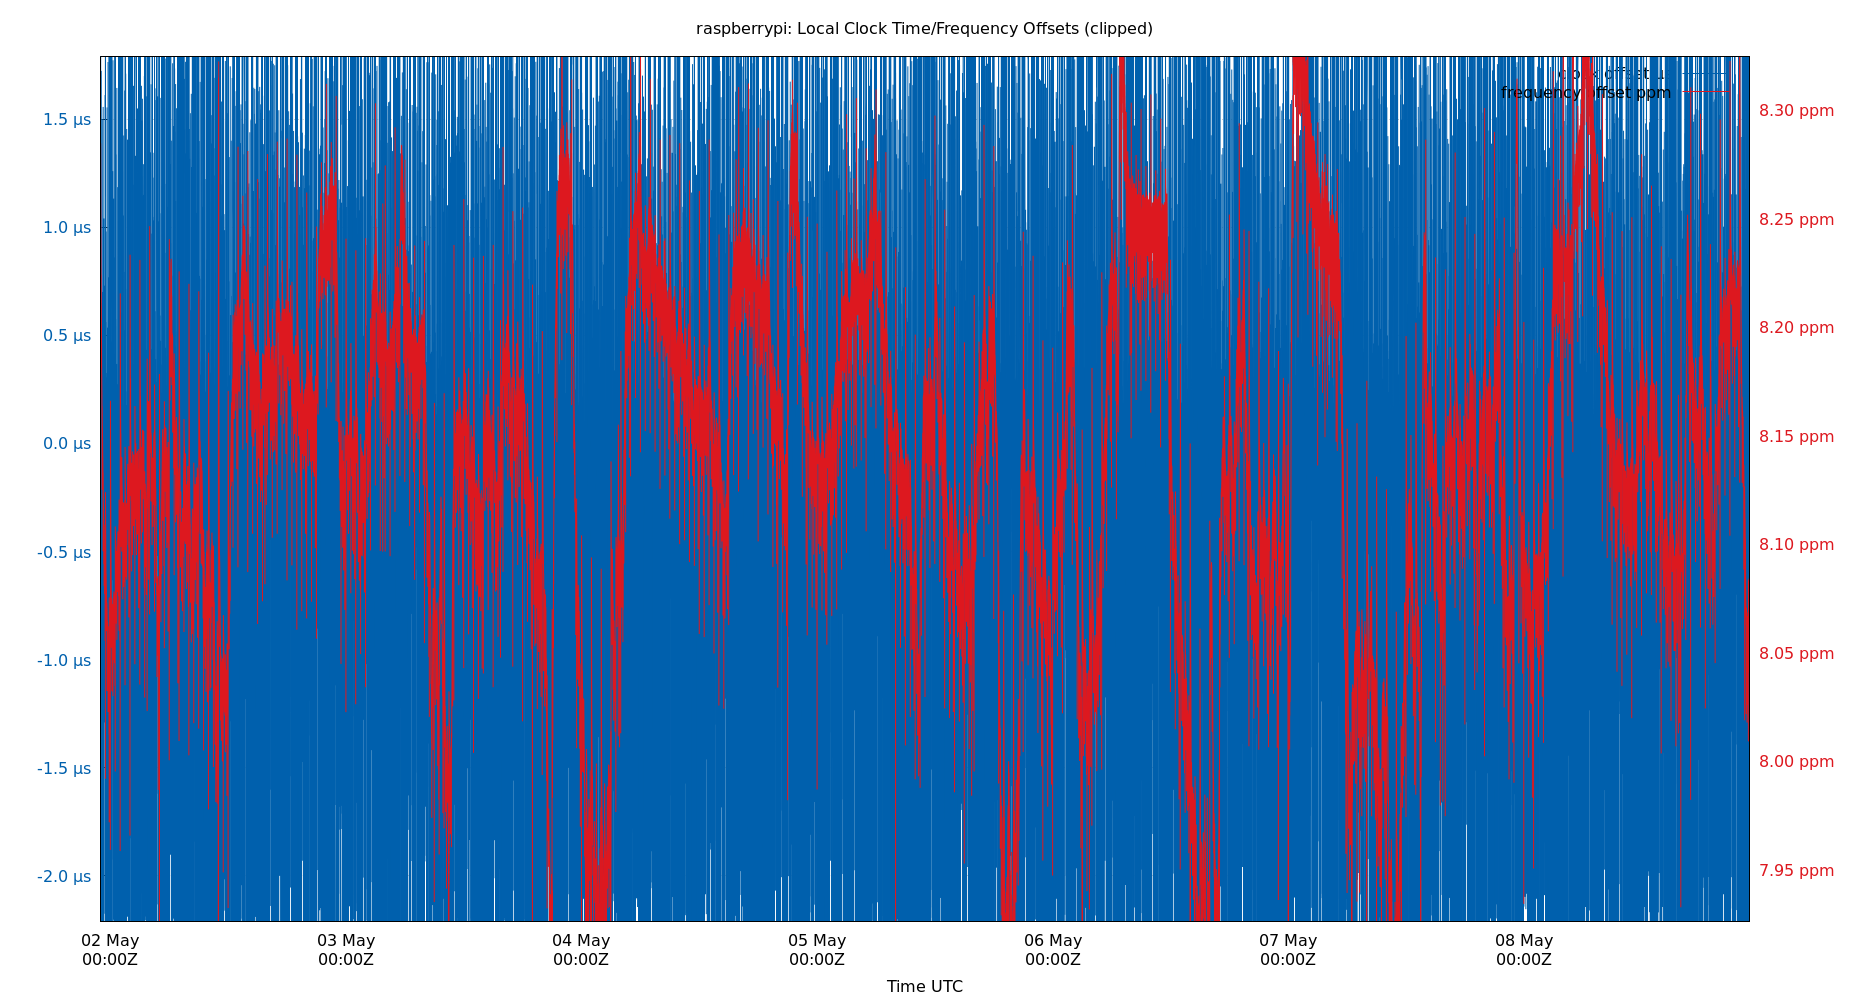 raspberrypi: Local Clock Time/Frequency Offsets (clipped)
clock offset
frequency offset ppm
1.5 µs
1.0 µs
0.5 µs
0.0 µs
-0.5 µs
-1.0 µs
-1.5 µs
-2.0 µs
8.30 ppm
8.25 ppm
8.20 ppm
8.15 ppm
8.10 ppm
8.05 ppm
8.00 ppm
7.95 ppm
02 May 03 May 04 May 05 May 06 May 07 May 08 May
00:00Z 00:00Z 00:00Z 00:00Z 00:00Z 00:00Z 00:00Z
Time UTC